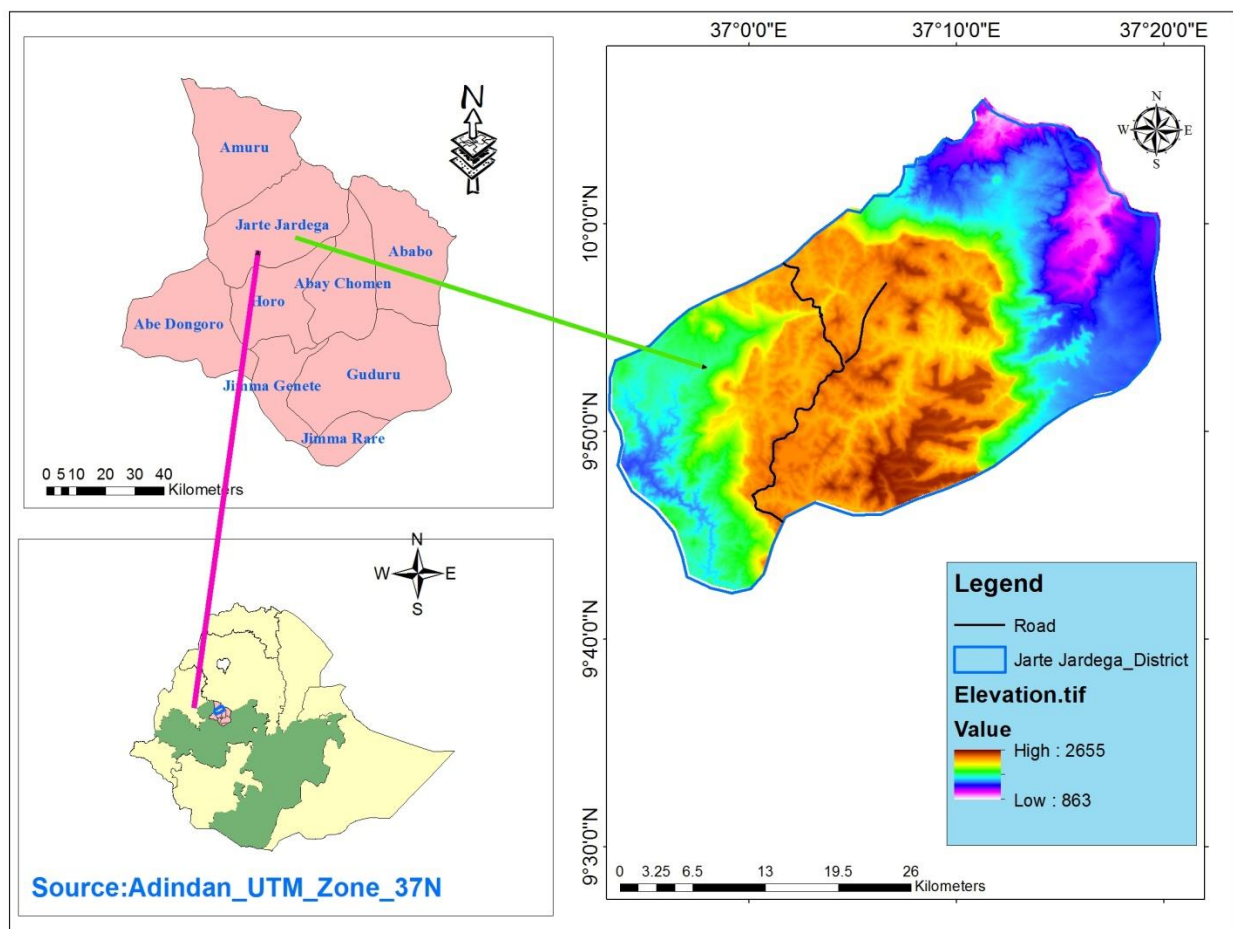 N
Amuru
Jarte Jardega
Ababo
Abay Chomen
Horo
Abe Dongoro
Guduru
Jimma Genete
Jimma Rare
0 5 10 20 30 40
Kilometers
N
W E
S
Source:Adindan_UTM_Zone_37N
37°0'0"E 37°10'0"E 37°20'0"E
N
W E
S
10°0'0"N
9°50'0"N
9°40'0"N
9°30'0"N
Legend
Road
Jarte Jardega_District
Elevation.tif
Value
High : 2655
Low : 863
0 3.25 6.5 13 19.5 26
Kilometers